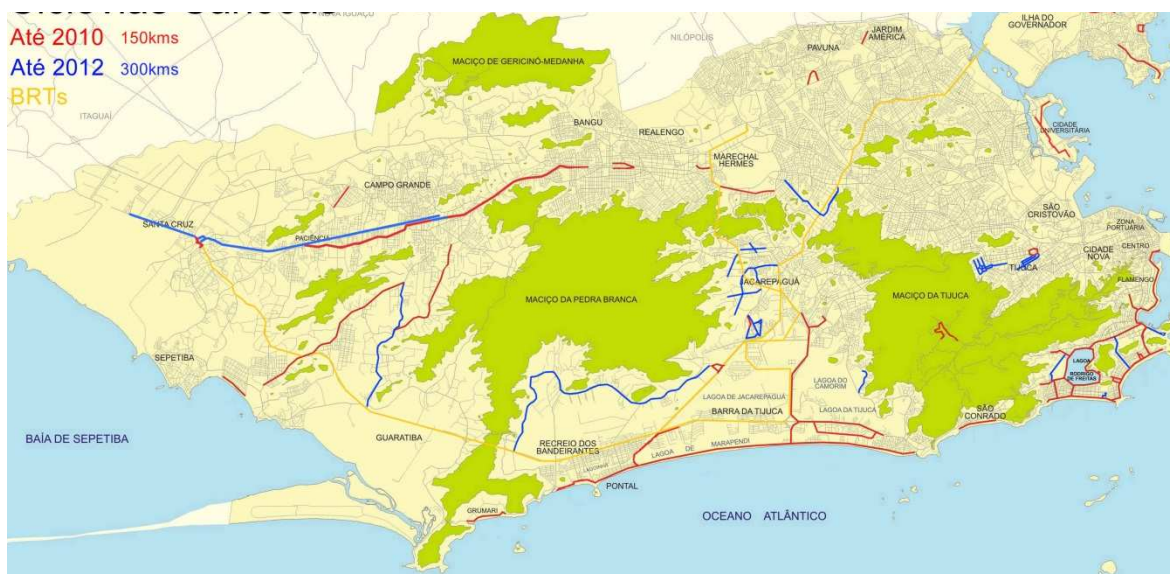 Até 2010 150kms
Até 2012 300kms
BRTs
NILÓPOLIS
ITAGUAÍ
MACIÇO DE GERICINÓ-MEDANHA
PAVUNA
JARDIM
AMÉRICA
ILHA DO
GOVERNADOR
BANGU
REALENGO
CIDADE
UNIVERSITÁRIA
MARECHAL
HERMES
CAMPO GRANDE
SANTA CRUZ
PACIÊNCIA
SÃO
CRISTOVÃO
ZONA
PORTUARIA
CIDADE
NOVA
CENTRO
TIJUCA
FLAMENGO
JACAREPAGUÁ
MACIÇO DA PEDRA BRANCA
MACIÇO DA TIJUCA
SEPETIBA
LAGOA
RODRIGO
DE FREITAS
LAGOA DO
CAMORIM
LAGOA DE JACAREPAGUÁ
BARRA DA TIJUCA
LAGOA DA TIJUCA
SÃO
CONRADO
BAÍA DE SEPETIBA
GUARATIBA
RECREIO DOS
BANDEIRANTES
LAGOA DE MARAPENDI
PONTAL
GRUMARI
OCEANO ATLÂNTICO